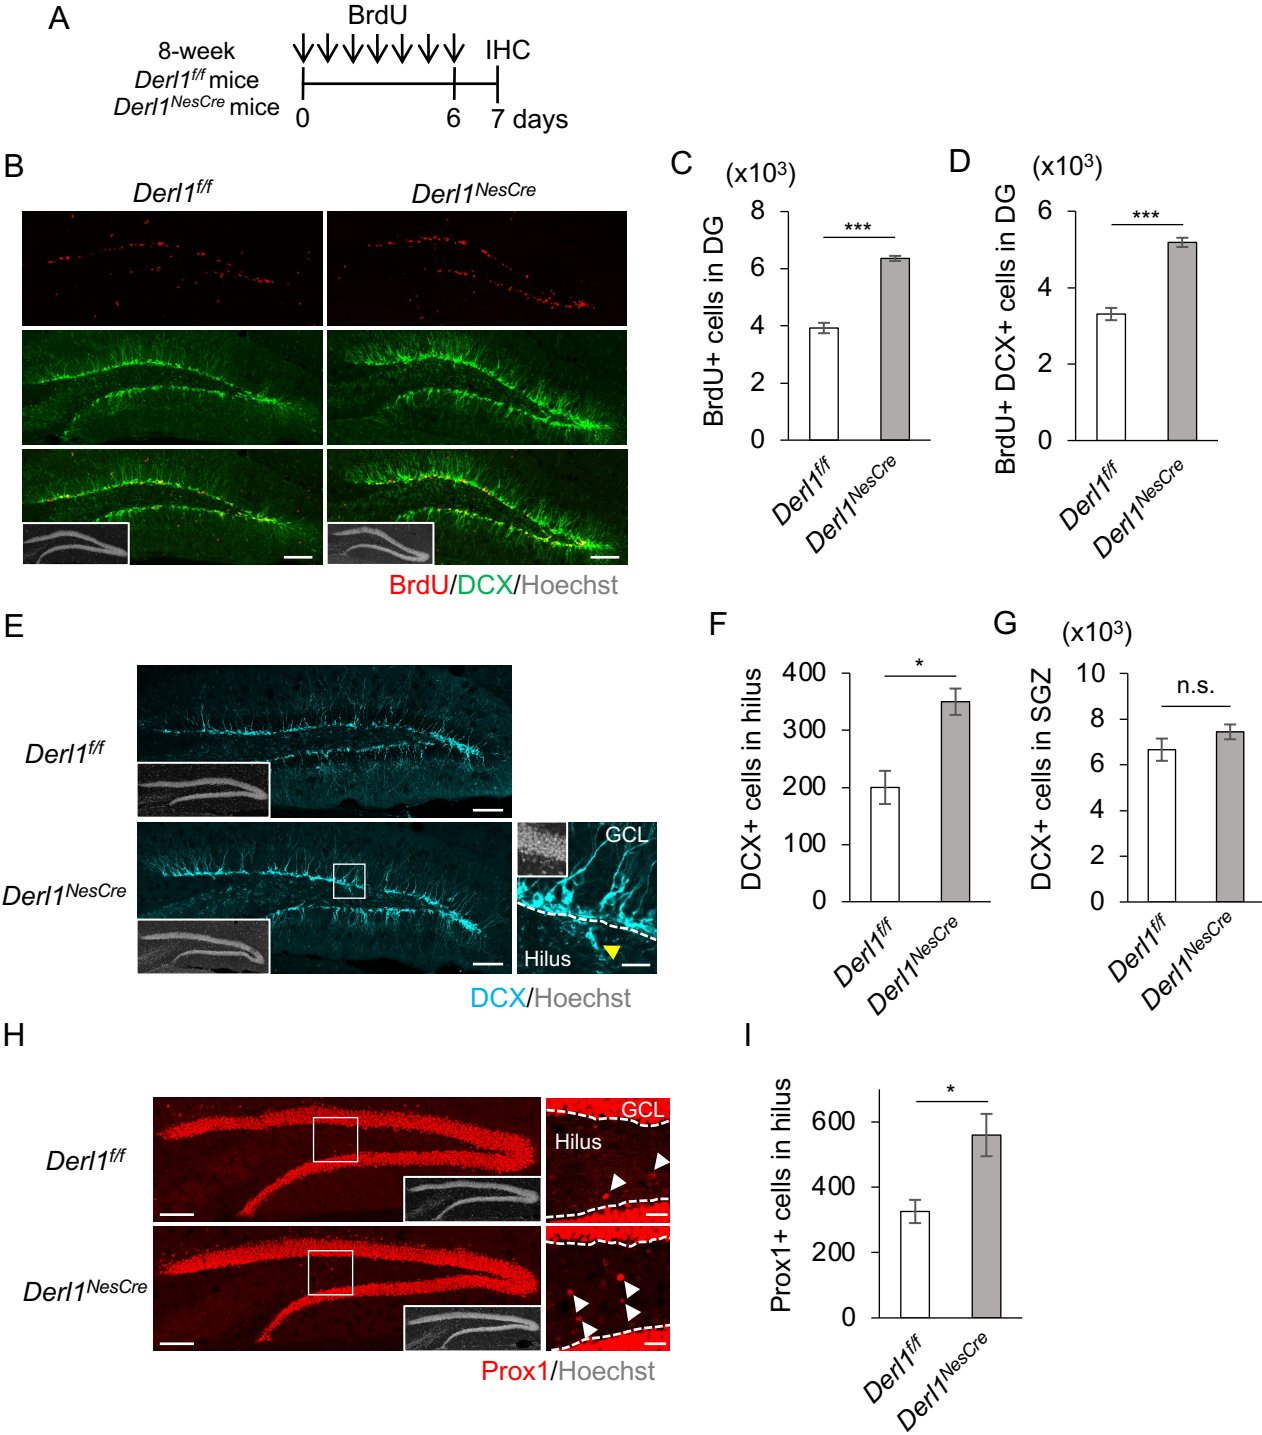 A
BrdU
8-week
Derl1f/f mice
Derl1NesCre mice
IHC
0
6
7 days
B
Derl1f/f
Derl1NesCre
BrdU/DCX/Hoechst
C
(x103)
BrdU+ cells in DG
8
6
4
2
0
***
Derl1f/f
Derl1NesCre
D
(x103)
BrdU+ DCX+ cells in DG
6
4
2
0
***
Derl1f/f
Derl1NesCre
E
Derl1f/f
Derl1NesCre
GCL
Hilus
DCX/Hoechst
F
DCX+ cells in hilus
400
300
200
100
0
*
Derl1f/f
Derl1NesCre
G
(x103)
DCX+ cells in SGZ
10
8
6
4
2
0
n.s.
Derl1f/f
Derl1NesCre
H
Derl1f/f
Derl1NesCre
GCL
Hilus
Prox1/Hoechst
I
Prox1+ cells in hilus
600
400
200
0
*
Derl1f/f
Derl1NesCre